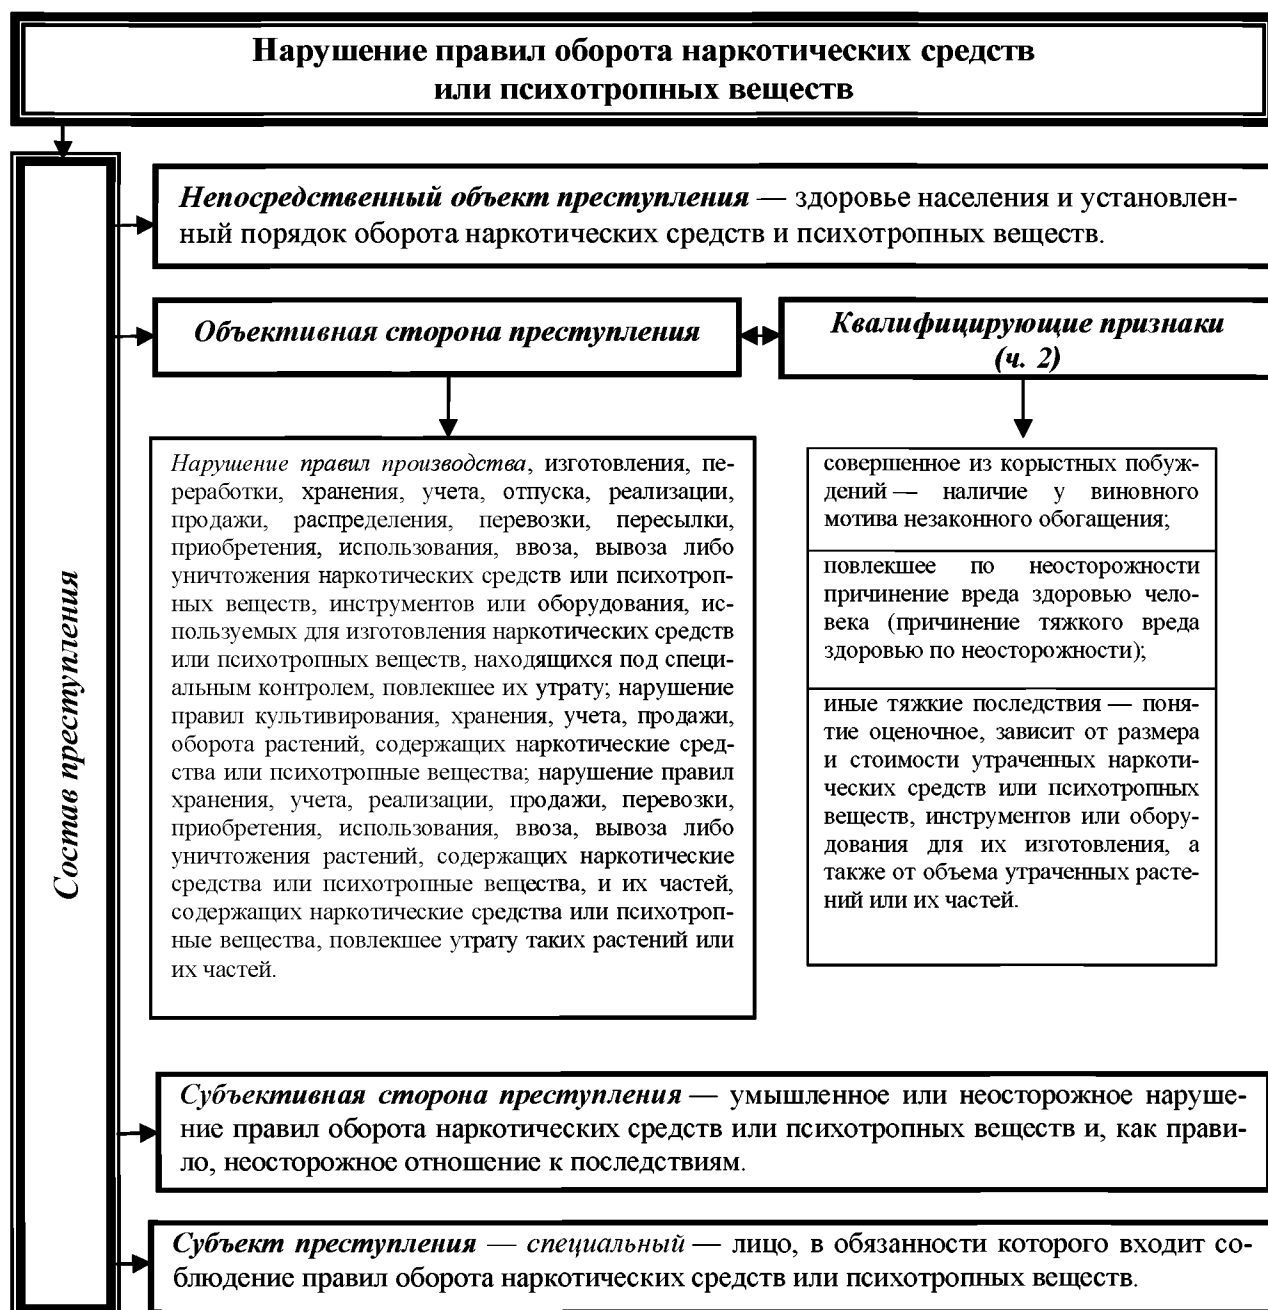 Нарушение правил оборота наркотических средств
или психотропных веществ
Состав преступления
Непосредственный объект преступления — здоровье населения и установлен-
ный порядок оборота наркотических средств и психотропных веществ.
Объективная сторона преступления
Квалифицирующие признаки
(ч. 2)
Нарушение правил производства, изготовления, пе-
реработки, хранения, учета, отпуска, реализации,
продажи, распределения, перевозки, пересылки,
приобретения, использования, ввоза, вывоза либо
уничтожения наркотических средств или психотроп-
ных веществ, инструментов или оборудования, ис-
пользуемых для изготовления наркотических средств
или психотропных веществ, находящихся под специ-
альным контролем, повлекшее их утрату; нарушение
правил культивирования, хранения, учета, продажи,
оборота растений, содержащих наркотические сред-
ства или психотропные вещества; нарушение правил
хранения, учета, реализации, продажи, перевозки,
приобретения, использования, ввоза, вывоза либо
уничтожения растений, содержащих наркотические
средства или психотропные вещества, и их частей,
содержащих наркотические средства или психотроп-
ные вещества, повлекшее утрату таких растений или
их частей.
совершенное из корыстных побуж-
дений — наличие у виновного
мотива незаконного обогащения;
повлекшее по неосторожности
причинение вреда здоровью чело-
века (причинение тяжкого вреда
здоровью по неосторожности);
иные тяжкие последствия — поня-
тие оценочное, зависит от размера
и стоимости утраченных наркоти-
ческих средств или психотропных
веществ, инструментов или обору-
дования для их изготовления, а
также от объема утраченных расте-
ний или их частей.
Субъективная сторона преступления — умышленное или неосторожное наруше-
ние правил оборота наркотических средств или психотропных веществ и, как прави-
ло, неосторожное отношение к последствиям.
Субъект преступления — специальный — лицо, в обязанности которого входит со-
блюдение правил оборота наркотических средств или психотропных веществ.